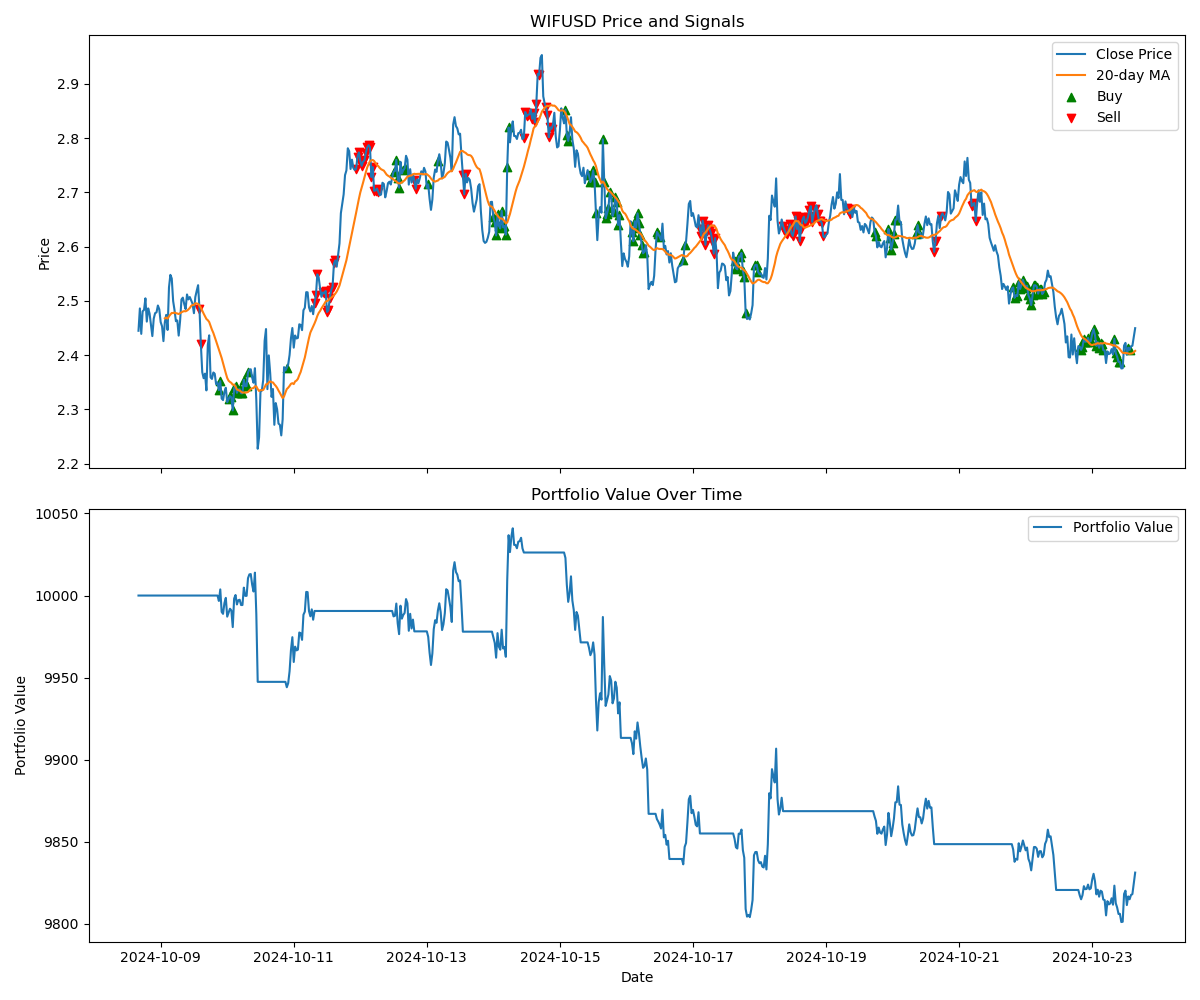 WIFUSD Price and Signals
Price
2.9
2.8
2.7
2.6
2.5
2.4
2.3
2.2
Close Price
20-day MA
Buy
Sell
Portfolio Value Over Time
Portfolio Value
10050
10000
9950
9900
9850
9800
Portfolio Value
2024-10-09
2024-10-11
2024-10-13
2024-10-15
2024-10-17
2024-10-19
2024-10-21
2024-10-23
Date